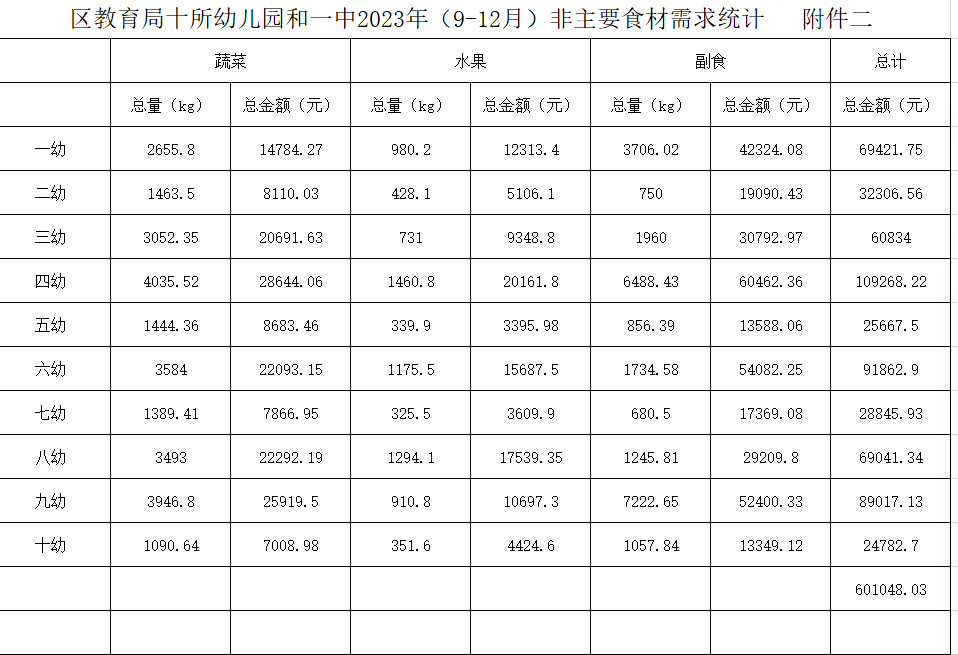 区教育局十所幼儿园和一中2023年（9-12月）非主要食材需求统计 附件二
蔬菜 水果 副食 总计
总量（kg） 总金额（元） 总量（kg） 总金额（元） 总量（kg） 总金额（元） 总金额（元）
一幼 2655.8 14784.27 980.2 12313.4 3706.02 42324.08 69421.75
二幼 1463.5 8110.03 428.1 5106.1 750 19090.43 32306.56
三幼 3052.35 20691.63 731 9348.8 1960 30792.97 60834
四幼 4035.52 28644.06 1460.8 20161.8 6488.43 60462.36 109268.22
五幼 1444.36 8683.46 339.9 3395.98 856.39 13588.06 25667.5
六幼 3584 22093.15 1175.5 15687.5 1734.58 54082.25 91862.9
七幼 1389.41 7866.95 325.5 3609.9 680.5 17369.08 28845.93
八幼 3493 22292.19 1294.1 17539.35 1245.81 29209.8 69041.34
九幼 3946.8 25919.5 910.8 10697.3 7222.65 52400.33 89017.13
十幼 1090.64 7008.98 351.6 4424.6 1057.84 13349.12 24782.7
601048.03